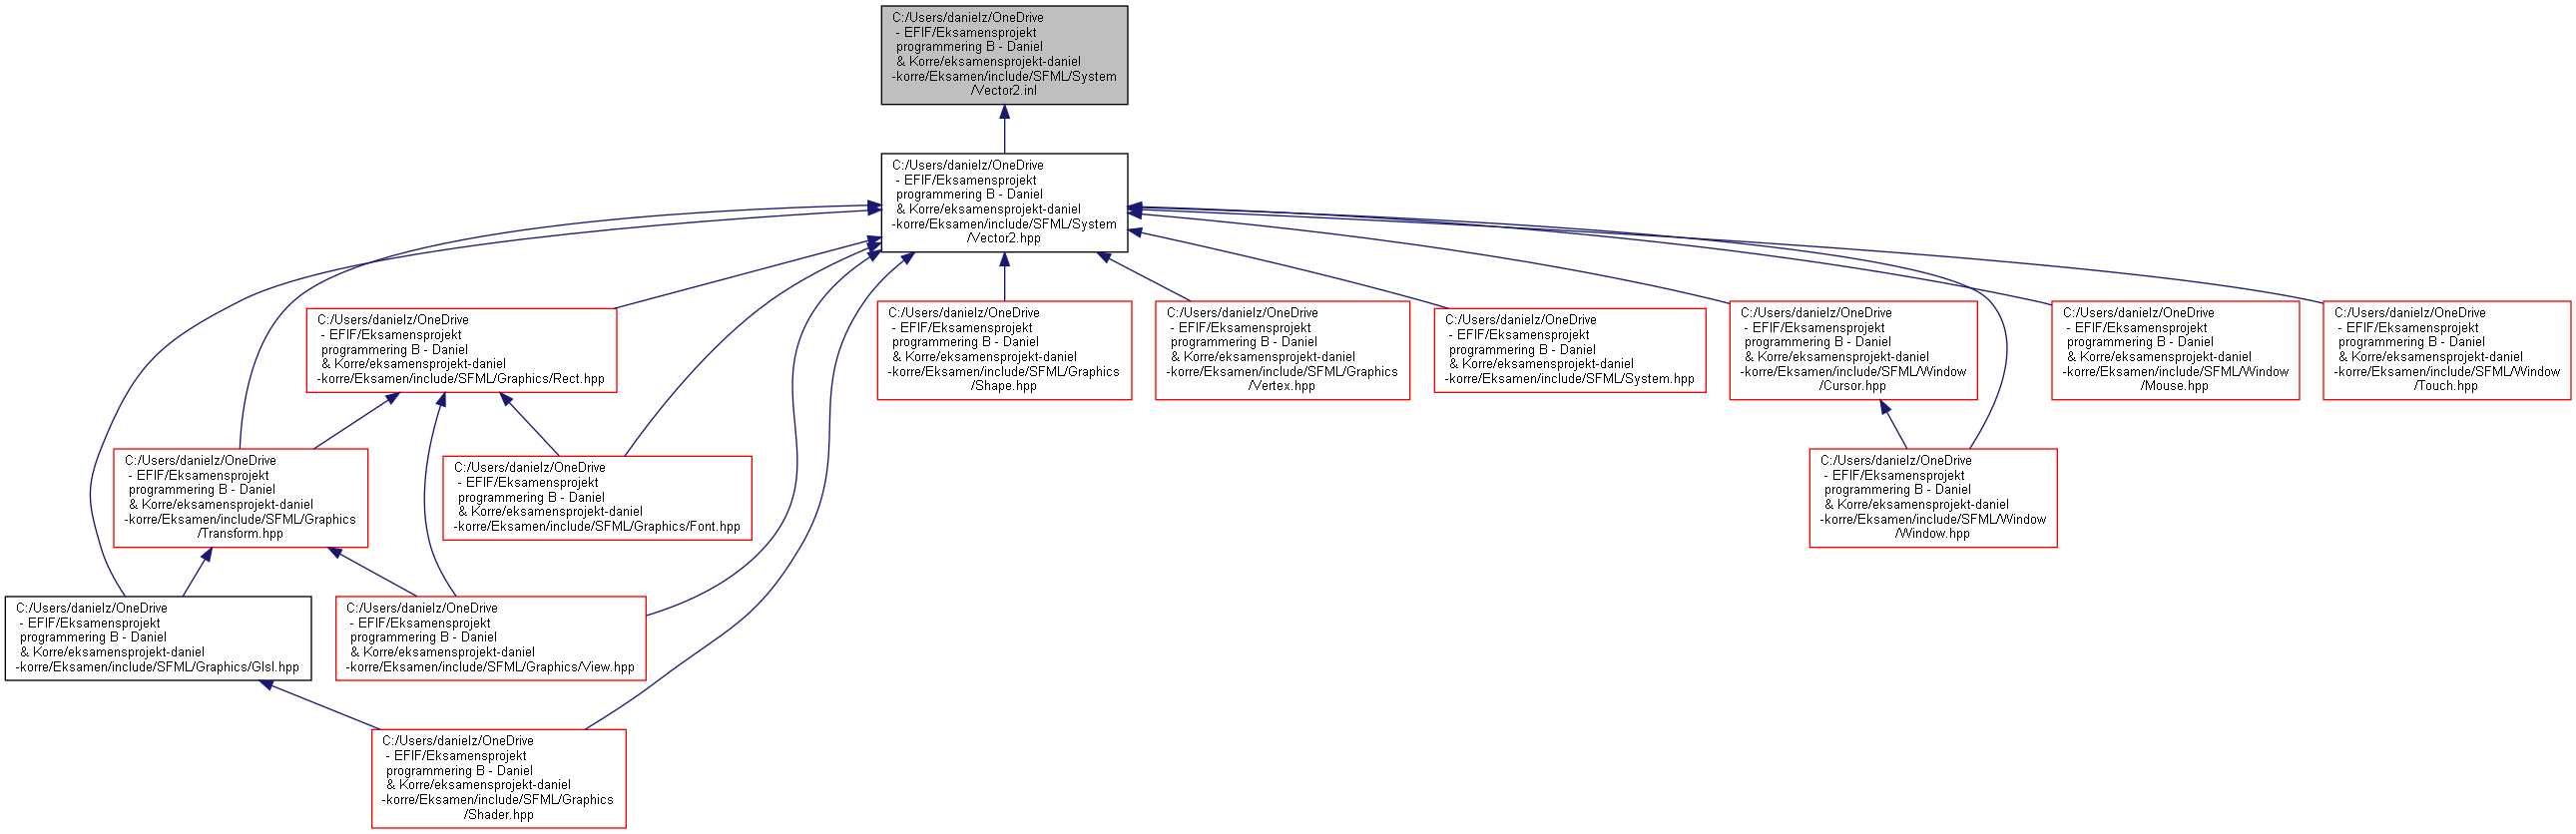 C:/Users/danielz/OneDrive
- EFIF/Eksamensprojekt
programmering B - Daniel
& Korre/eksamensprojekt-daniel
-korre/Eksamen/include/SFML/System
/Vector2.inl
C:/Users/danielz/OneDrive
- EFIF/Eksamensprojekt
programmering B - Daniel
& Korre/eksamensprojekt-daniel
-korre/Eksamen/include/SFML/System
/Vector2.hpp
C:/Users/danielz/OneDrive
- EFIF/Eksamensprojekt
programmering B - Daniel
& Korre/eksamensprojekt-daniel
-korre/Eksamen/include/SFML/Graphics/Rect.hpp
C:/Users/danielz/OneDrive
- EFIF/Eksamensprojekt
programmering B - Daniel
& Korre/eksamensprojekt-daniel
-korre/Eksamen/include/SFML/Graphics
/Shape.hpp
C:/Users/danielz/OneDrive
- EFIF/Eksamensprojekt
programmering B - Daniel
& Korre/eksamensprojekt-daniel
-korre/Eksamen/include/SFML/Graphics
/Vertex.hpp
C:/Users/danielz/OneDrive
- EFIF/Eksamensprojekt
programmering B - Daniel
& Korre/eksamensprojekt-daniel
-korre/Eksamen/include/SFML/System.hpp
C:/Users/danielz/OneDrive
- EFIF/Eksamensprojekt
programmering B - Daniel
& Korre/eksamensprojekt-daniel
-korre/Eksamen/include/SFML/Window
/Cursor.hpp
C:/Users/danielz/OneDrive
- EFIF/Eksamensprojekt
programmering B - Daniel
& Korre/eksamensprojekt-daniel
-korre/Eksamen/include/SFML/Window
/Mouse.hpp
C:/Users/danielz/OneDrive
- EFIF/Eksamensprojekt
programmering B - Daniel
& Korre/eksamensprojekt-daniel
-korre/Eksamen/include/SFML/Window
/Touch.hpp
C:/Users/danielz/OneDrive
- EFIF/Eksamensprojekt
programmering B - Daniel
& Korre/eksamensprojekt-daniel
-korre/Eksamen/include/SFML/Graphics
/Transform.hpp
C:/Users/danielz/OneDrive
- EFIF/Eksamensprojekt
programmering B - Daniel
& Korre/eksamensprojekt-daniel
-korre/Eksamen/include/SFML/Graphics/Font.hpp
C:/Users/danielz/OneDrive
- EFIF/Eksamensprojekt
programmering B - Daniel
& Korre/eksamensprojekt-daniel
-korre/Eksamen/include/SFML/Window
/Window.hpp
C:/Users/danielz/OneDrive
- EFIF/Eksamensprojekt
programmering B - Daniel
& Korre/eksamensprojekt-daniel
-korre/Eksamen/include/SFML/Graphics/Glsl.hpp
C:/Users/danielz/OneDrive
- EFIF/Eksamensprojekt
programmering B - Daniel
& Korre/eksamensprojekt-daniel
-korre/Eksamen/include/SFML/Graphics/View.hpp
C:/Users/danielz/OneDrive
- EFIF/Eksamensprojekt
programmering B - Daniel
& Korre/eksamensprojekt-daniel
-korre/Eksamen/include/SFML/Graphics
/Shader.hpp